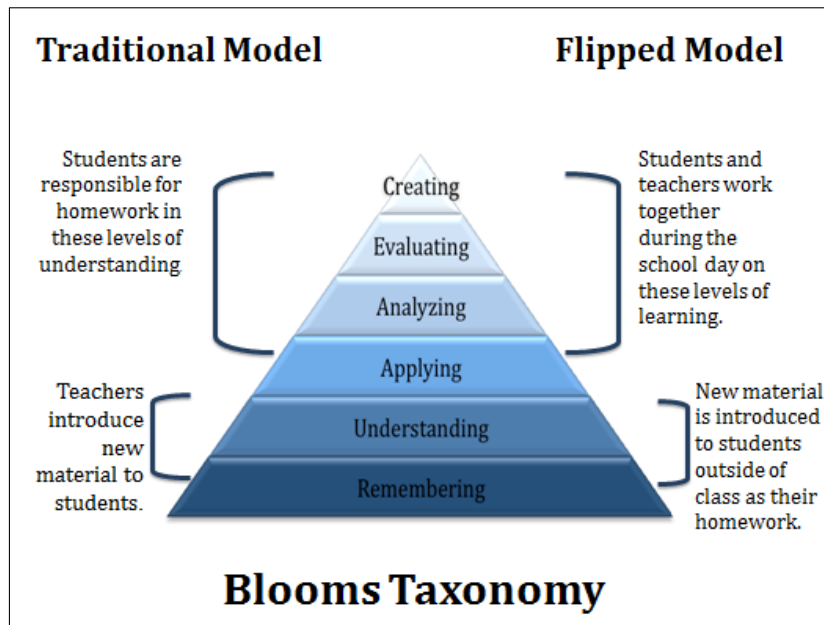 Traditional Model
Flipped Model
Students are
responsible for
homework in
these levels of
understanding
Teachers
introduce
new
material to
students.
Creating
Evaluating
Analyzing
Applying
Understanding
Remembering
Students and
teachers work
together
during the
school day on
these levels of
learning.
New material
is introduced
to students
outside of
class as their
homework.
Blooms Taxonomy